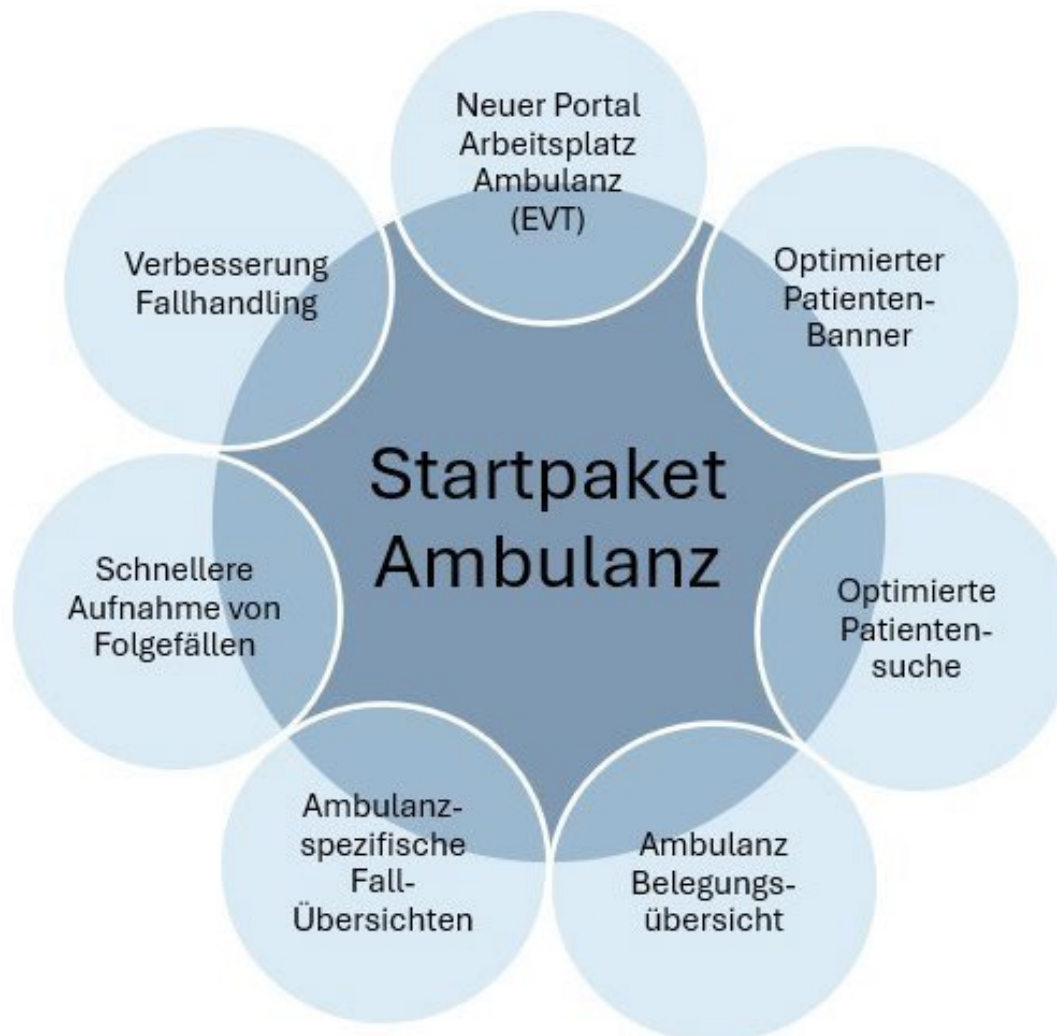 Neuer Portal
Arbeitsplatz
Ambulanz
(EVT)
Optimierter
Patienten-
Banner
Optimierte
Patienten-
suche
Ambulanz
Belegungs-
übersicht
Ambulanz-
spezifische
Fall-
Übersichten
Schnellere
Aufnahme von
Folgefällen
Verbesserung
Fallhandling
Startpaket
Ambulanz